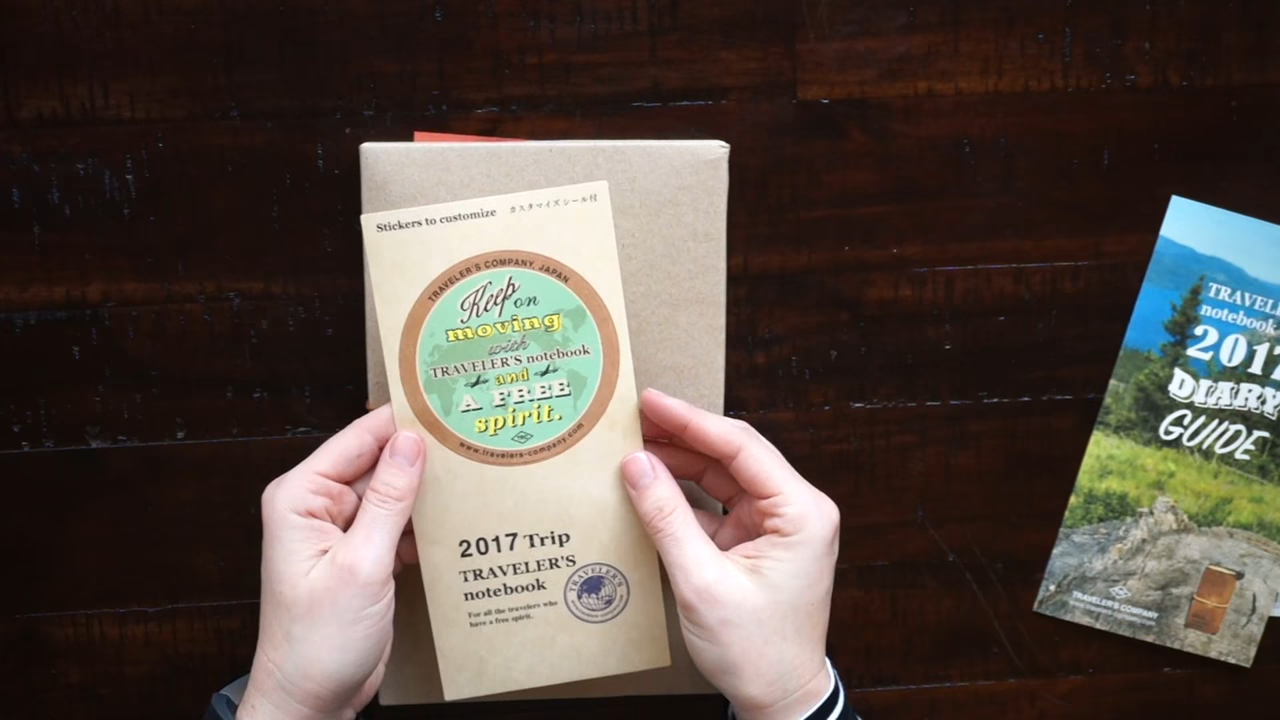 Stickers to customize カスタマイズシール付
TRAVELER'S COMPANY, JAPAN
Keep on
moving
with
TRAVELER'S notebook
and
A FREE
spirit.
www.travelers-company.com
2017 Trip
TRAVELER'S
notebook
For all the travelers who
have a free spirit.
TRAVELER'S
TRAVEL
notebook
2017
DIARY
GUIDE
TRAVELER'S COMPANY